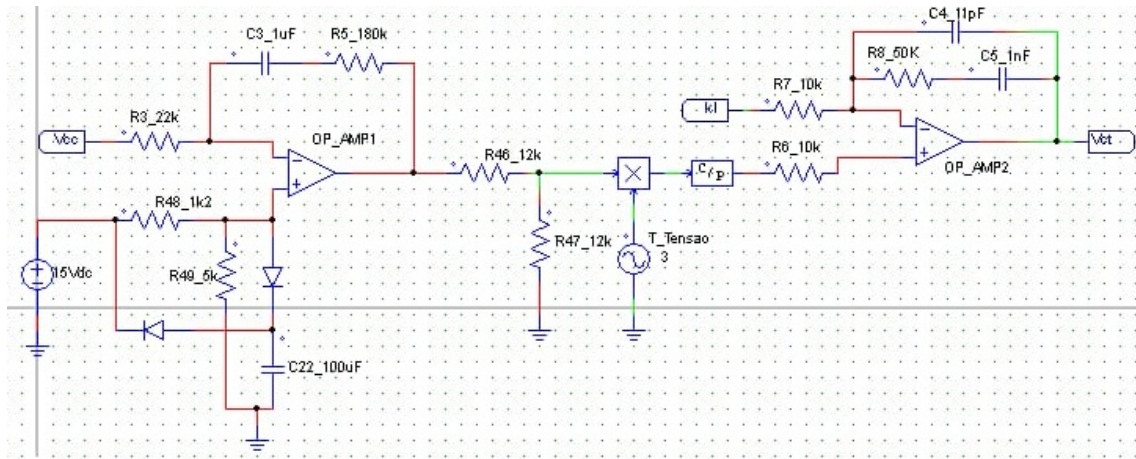 C4_11pF
C3_1uF
R5_180k
R8_50K
C5_1nF
R7_10k
kI
R3_22k
Vcc
OP_AMP1
Vct
R46_12k
C/P
R6_10k
OP_AMP2
R48_1k2
R47_12k
T_Tensao
3
15Vdc
R49_5k
C22_100uF